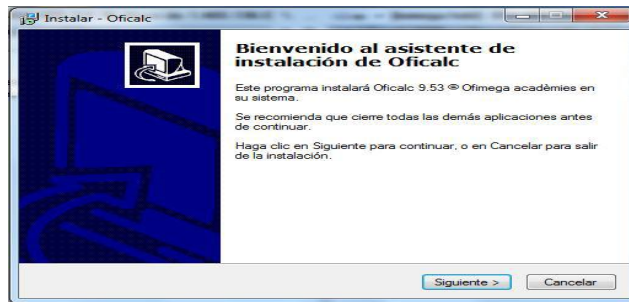 Instalar - Oficalc
Bienvenido al asistente de
instalación de Oficalc
Este programa instalará Oficalc 9.53 © Ofimega acadèmies en
su sistema.
Se recomienda que cierre todas las demás aplicaciones antes
de continuar.
Haga clic en Siguiente para continuar, o en Cancelar para salir
de la instalación.
Siguiente >
Cancelar